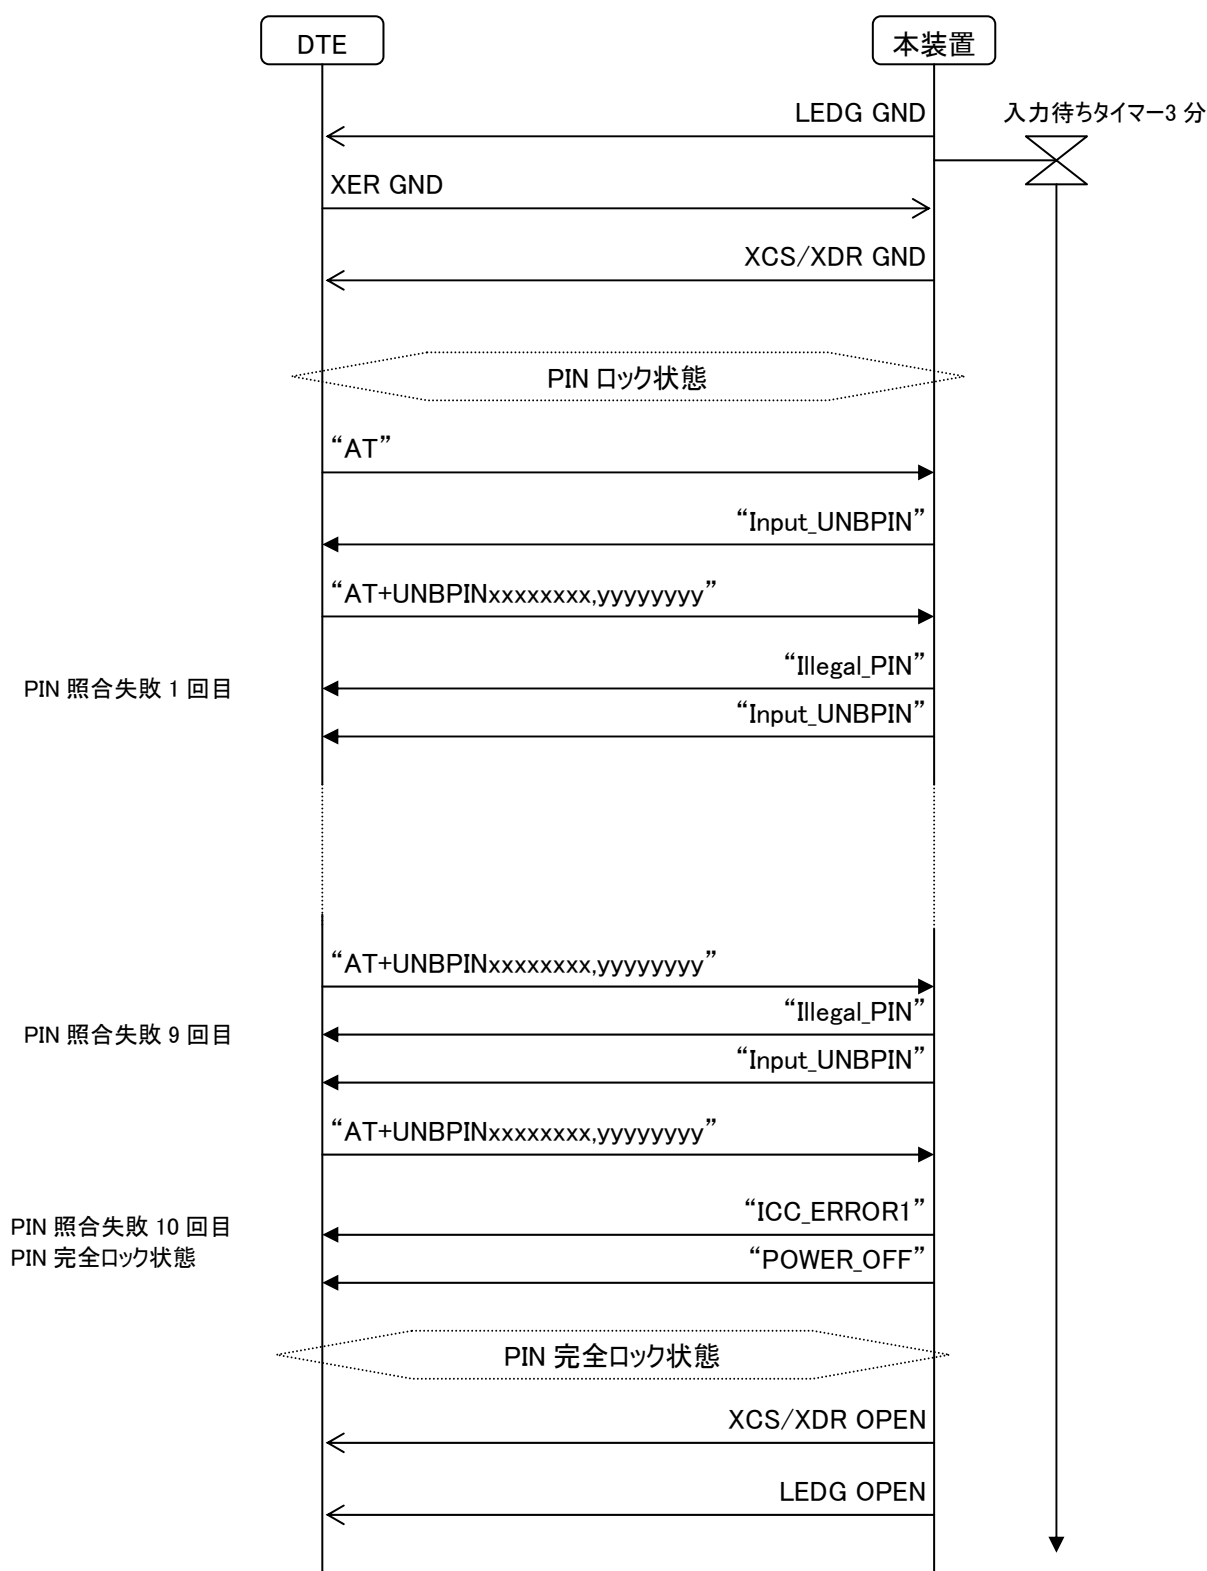 DTE
本装置
LEDG GND
入力待ちタイマー3 分
XER GND
XCS/XDR GND
PIN ロック状態
“AT”
“Input_UNBPIN”
“AT+UNBPINxxxxxxxx,yyyyyyyy”
“Illegal_PIN”
PIN 照合失敗 1 回目
“Input_UNBPIN”
“AT+UNBPINxxxxxxxx,yyyyyyyy”
“Illegal_PIN”
PIN 照合失敗 9 回目
“Input_UNBPIN”
“AT+UNBPINxxxxxxxx,yyyyyyyy”
“ICC_ERROR1”
PIN 照合失敗 10 回目
PIN 完全ロック状態
“POWER_OFF”
PIN 完全ロック状態
XCS/XDR OPEN
LEDG OPEN